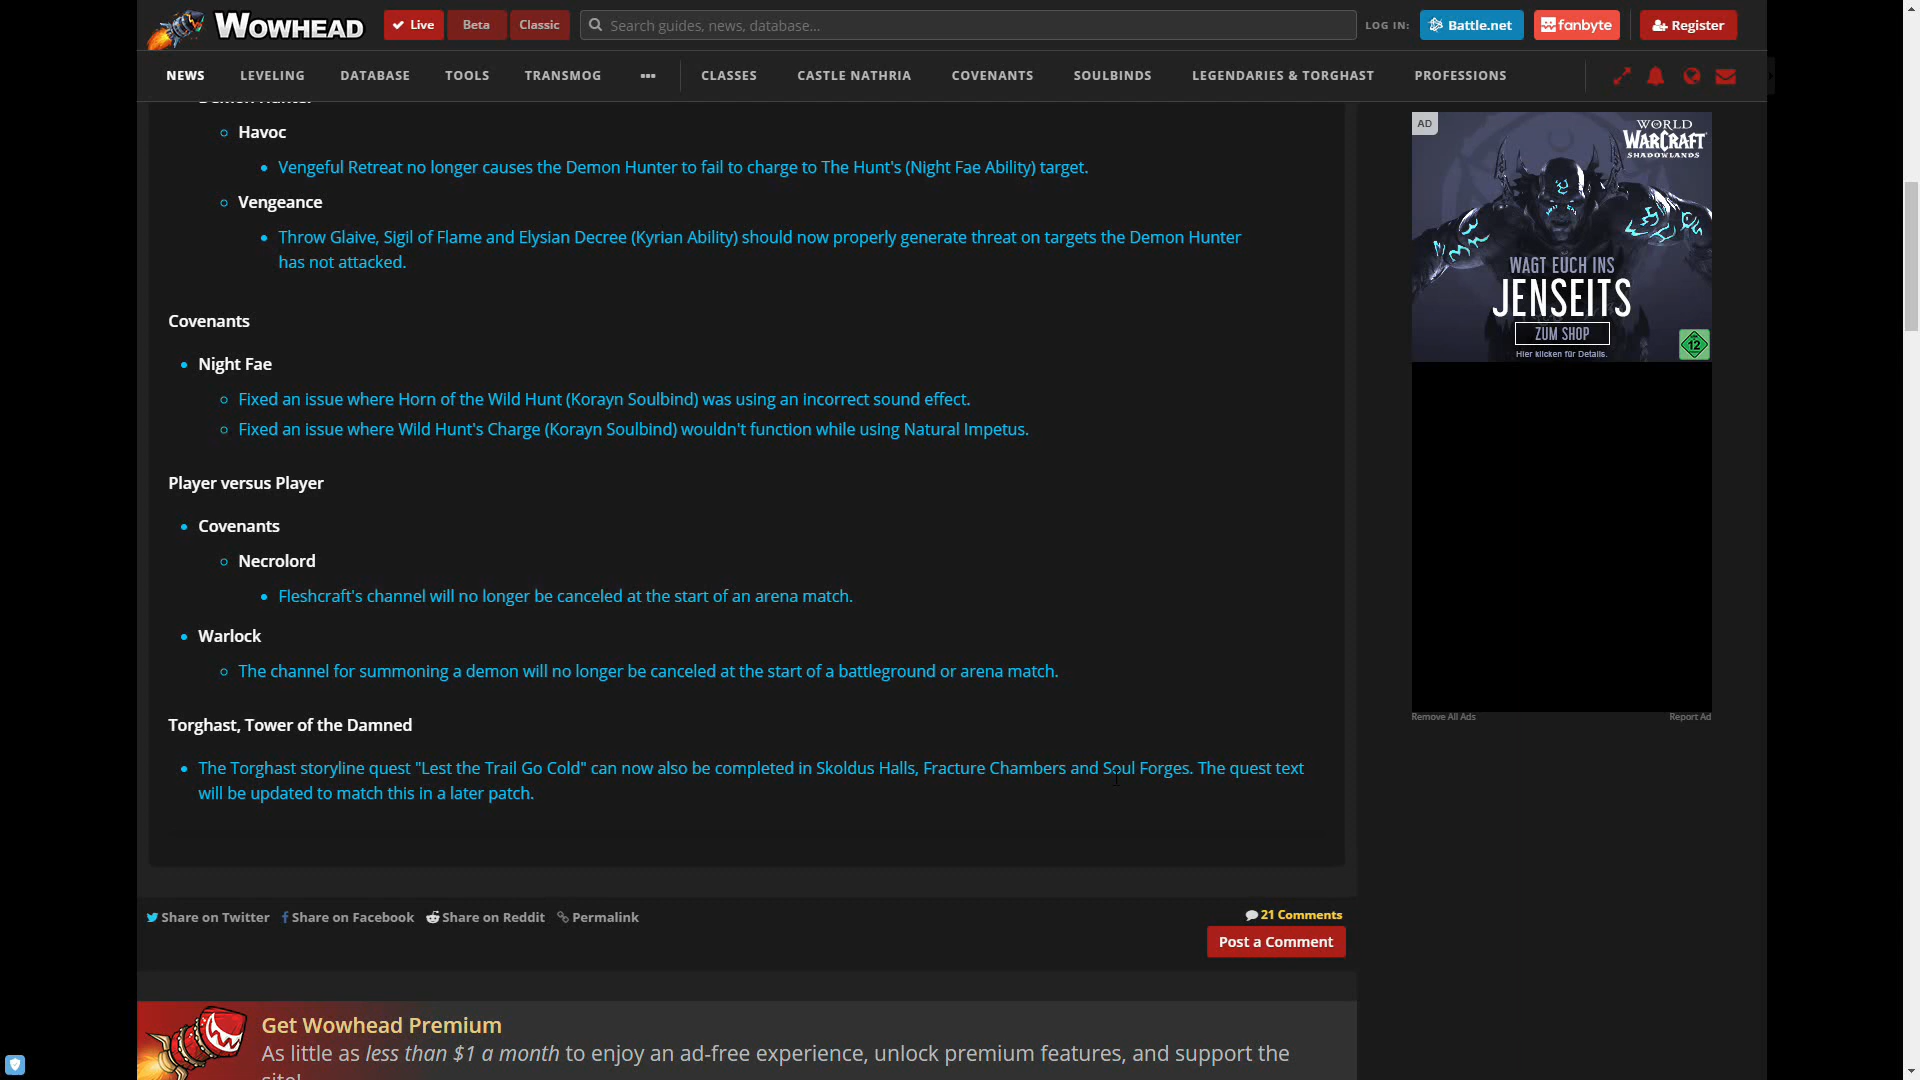 WOWHEAD
Live
Beta
Classic
Search guides, news, database...
LOG IN:
Battle.net
fanbyte
Register
NEWS
LEVELING
DATABASE
TOOLS
TRANSMOG
CLASSES
CASTLE NATHRIA
COVENANTS
SOULBINDS
LEGENDARIES & TORGHAST
PROFESSIONS
Demon Hunter
Havoc
Vengeful Retreat no longer causes the Demon Hunter to fail to charge to The Hunt's (Night Fae Ability) target.
Vengeance
Throw Glaive, Sigil of Flame and Elysian Decree (Kyrian Ability) should now properly generate threat on targets the Demon Hunter
has not attacked.
Covenants
Night Fae
Fixed an issue where Horn of the Wild Hunt (Korayn Soulbind) was using an incorrect sound effect.
Fixed an issue where Wild Hunt's Charge (Korayn Soulbind) wouldn't function while using Natural Impetus.
Player versus Player
Covenants
Necrolord
Fleshcraft's channel will no longer be canceled at the start of an arena match.
Warlock
The channel for summoning a demon will no longer be canceled at the start of a battleground or arena match.
Torghast, Tower of the Damned
The Torghast storyline quest "Lest the Trail Go Cold" can now also be completed in Skoldus Halls, Fracture Chambers and Soul Forges. The quest text
will be updated to match this in a later patch.
AD
WORLD
WARCRAFT
SHADOWLANDS
WAGT EUCH INS
JENSEITS
ZUM SHOP
Hier klicken für Details.
12
Remove All Ads
Report Ad
Share on Twitter
Share on Facebook
Share on Reddit
Permalink
21 Comments
Post a Comment
Get Wowhead Premium
As little as less than $1 a month to enjoy an ad-free experience, unlock premium features, and support the
site!